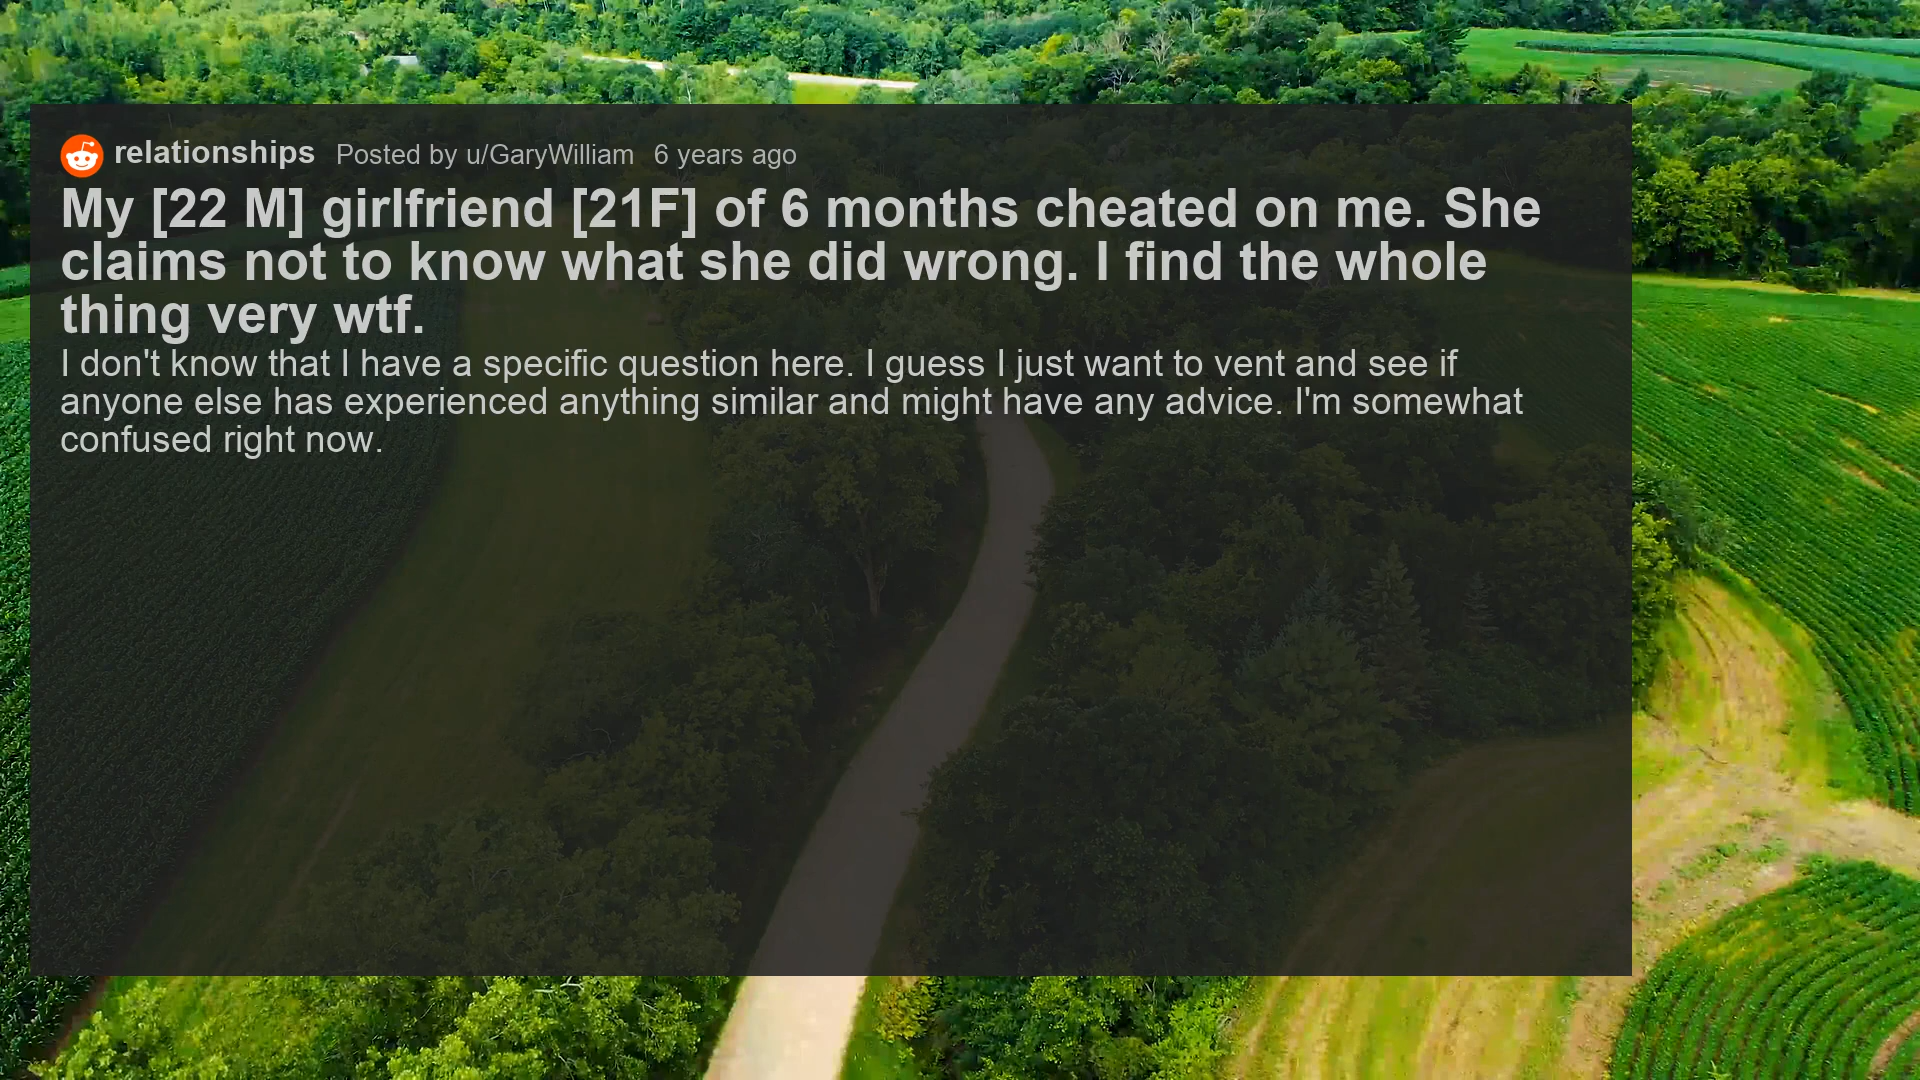 relationships Posted by u/GaryWilliam 6 years ago
My [22 M] girlfriend [21F] of 6 months cheated on me. She
claims not to know what she did wrong. I find the whole
thing very wtf.
I don't know that I have a specific question here. I guess I just want to vent and see if
anyone else has experienced anything similar and might have any advice. I'm somewhat
confused right now.